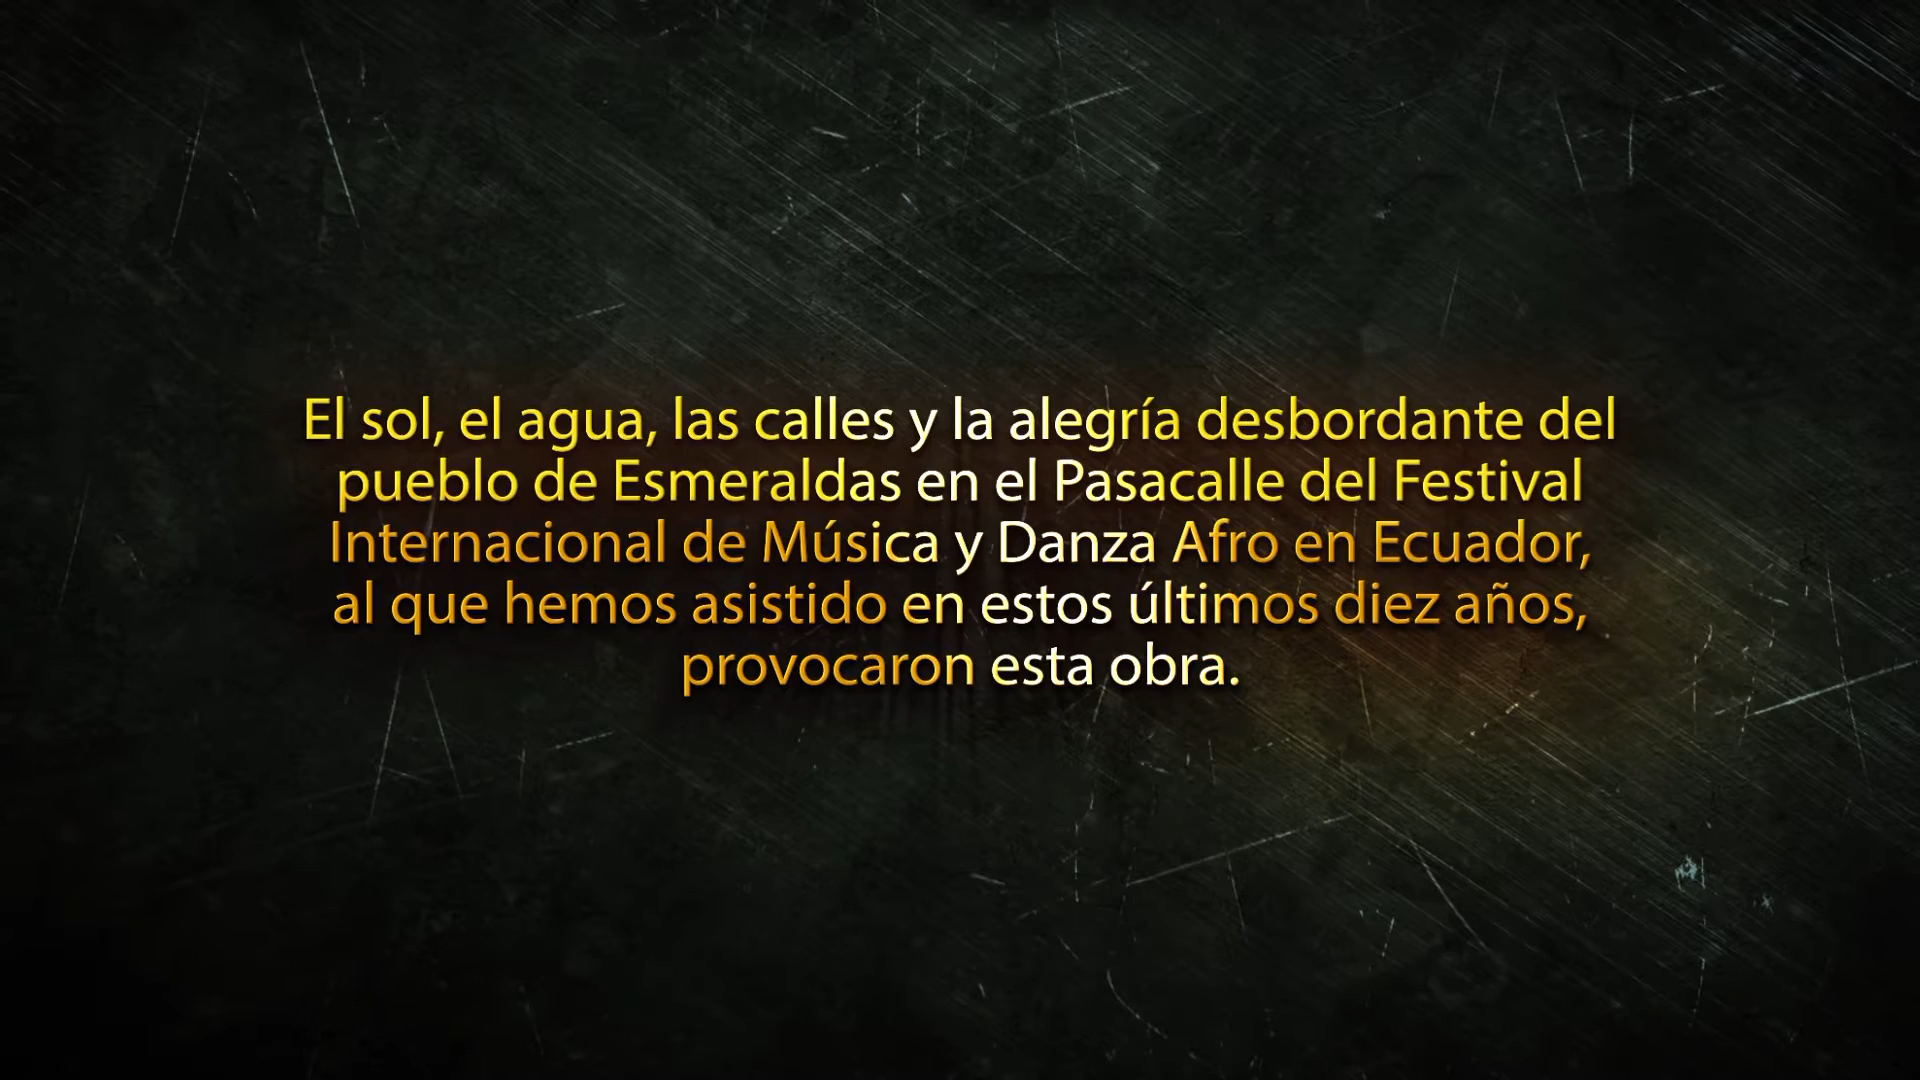 El sol, el agua, las calles y la alegría desbordante del
pueblo de Esmeraldas en el Pasacalle del Festival
Internacional de Música y Danza Afro en Ecuador,
al que hemos asistido en estos últimos diez años,
provocaron esta obra.